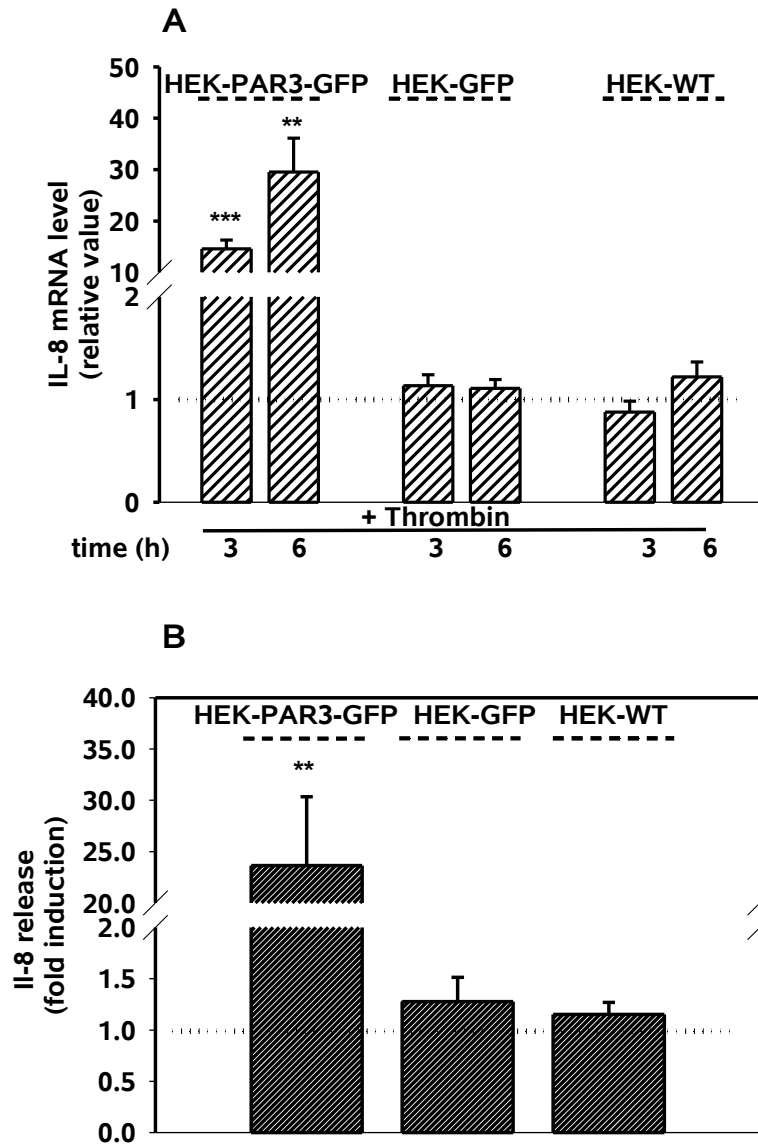 A
50
HEK-PAR3-GFP HEK-GFP HEK-WT
40
**
30
***
20
10
2
1
0
IL-8 mRNA level
(relative value)
+ Thrombin
time (h) 3 6 3 6 3 6
B
40.0
HEK-PAR3-GFP HEK-GFP HEK-WT
35.0
**
30.0
25.0
20.0
2.0
1.5
1.0
0.5
0.0
Il-8 release
(fold induction)